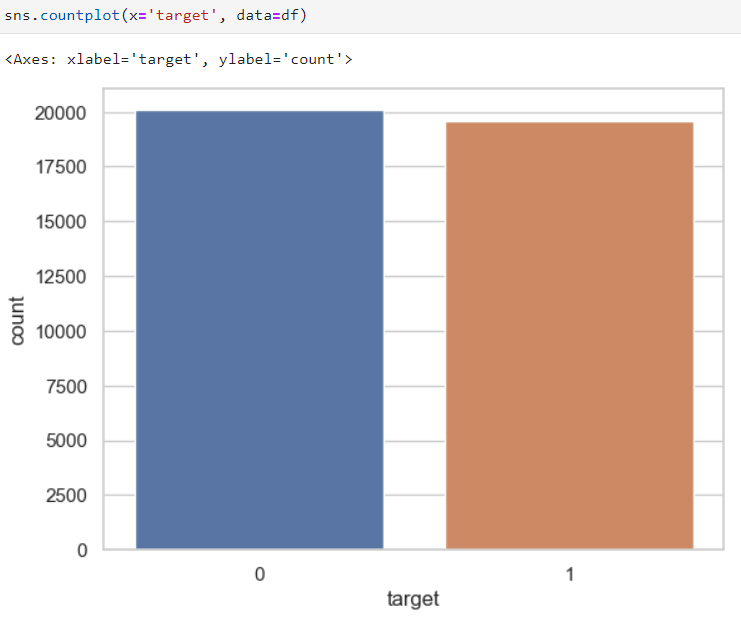 sns.countplot(x='target', data=df)
<Axes: xlabel='target', ylabel='count'>
20000
17500
15000
12500
10000
7500
5000
2500
0
count
0 1
target